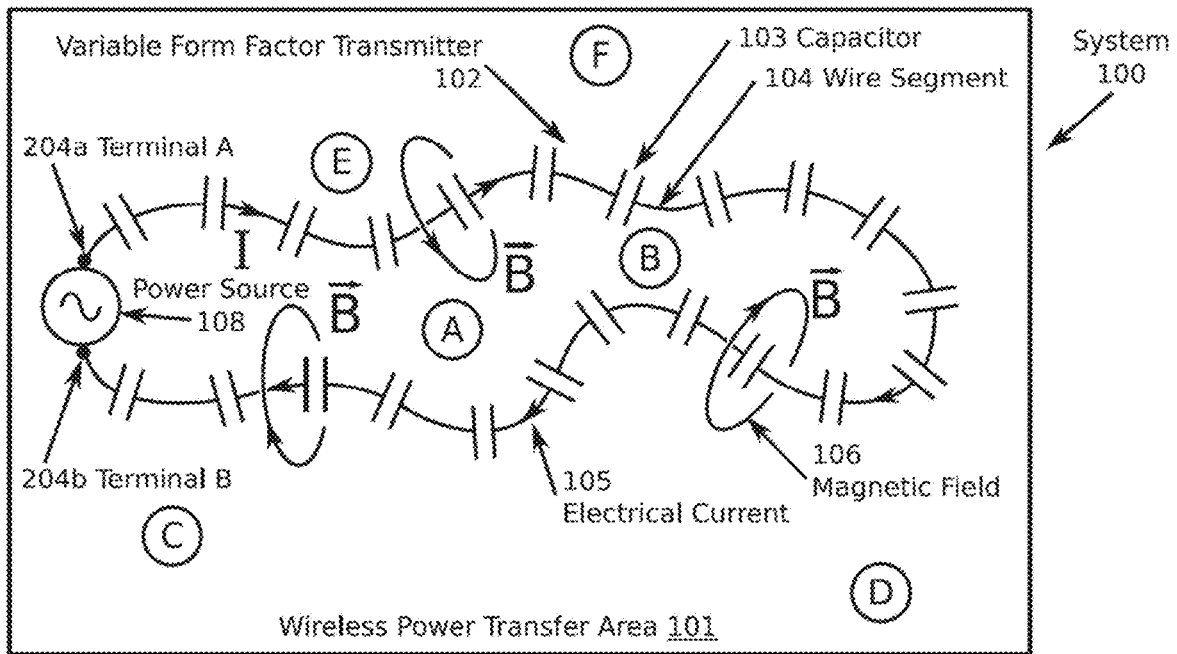 Variable Form Factor Transmitter
102
F
103 Capacitor
104 Wire Segment
System
100
204a Terminal A
E
I
B
B
Power Source
108
B
A
B
204b Terminal B
105
Electrical Current
106
Magnetic Field
C
D
Wireless Power Transfer Area 101